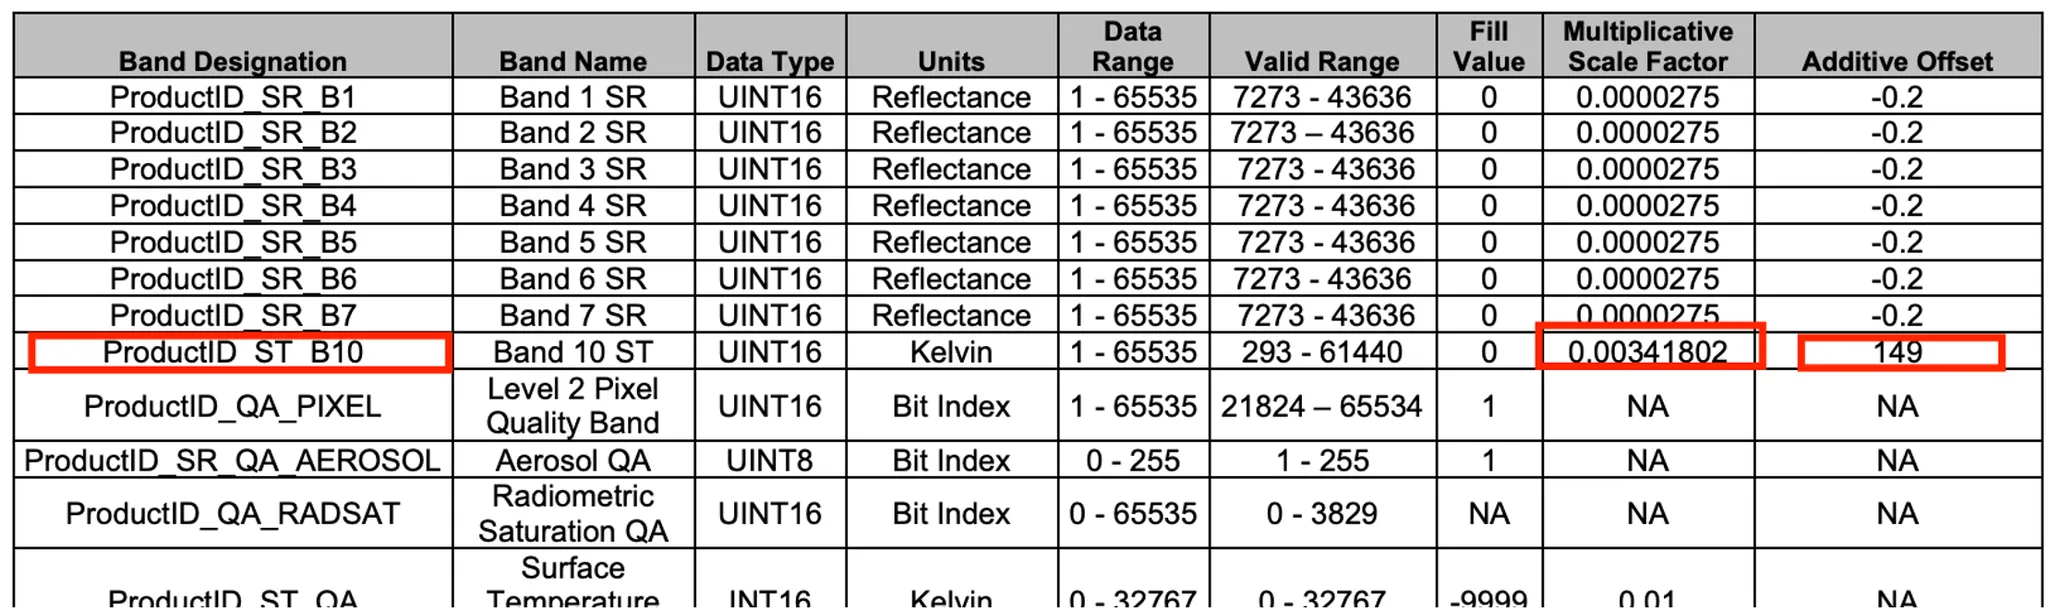 Band Designation Band Name Data Type Units Data Range Valid Range Fill Value Multiplicative Scale Factor Additive Offset
ProductID_SR_B1 Band 1 SR UINT16 Reflectance 1 - 65535 7273 - 43636 0 0.0000275 -0.2
ProductID_SR_B2 Band 2 SR UINT16 Reflectance 1 - 65535 7273 – 43636 0 0.0000275 -0.2
ProductID_SR_B3 Band 3 SR UINT16 Reflectance 1 - 65535 7273 - 43636 0 0.0000275 -0.2
ProductID_SR_B4 Band 4 SR UINT16 Reflectance 1 - 65535 7273 - 43636 0 0.0000275 -0.2
ProductID_SR_B5 Band 5 SR UINT16 Reflectance 1 - 65535 7273 - 43636 0 0.0000275 -0.2
ProductID_SR_B6 Band 6 SR UINT16 Reflectance 1 - 65535 7273 - 43636 0 0.0000275 -0.2
ProductID_SR_B7 Band 7 SR UINT16 Reflectance 1 - 65535 7273 - 43636 0 0.0000275 -0.2
ProductID_ST_B10 Band 10 ST UINT16 Kelvin 1 - 65535 293 - 61440 0 0.00341802 149
ProductID_QA_PIXEL Level 2 Pixel Quality Band UINT16 Bit Index 1 - 65535 21824 – 65534 1 NA NA
ProductID_SR_QA_AEROSOL Aerosol QA UINT8 Bit Index 0 - 255 1 - 255 1 NA NA
ProductID_QA_RADSAT Radiometric Saturation QA UINT16 Bit Index 0 - 65535 0 - 3829 NA NA NA
ProductID_ST_QA Surface Temperature INT16 Kelvin 0 - 32767 0 - 32767 -9999 0.01 NA